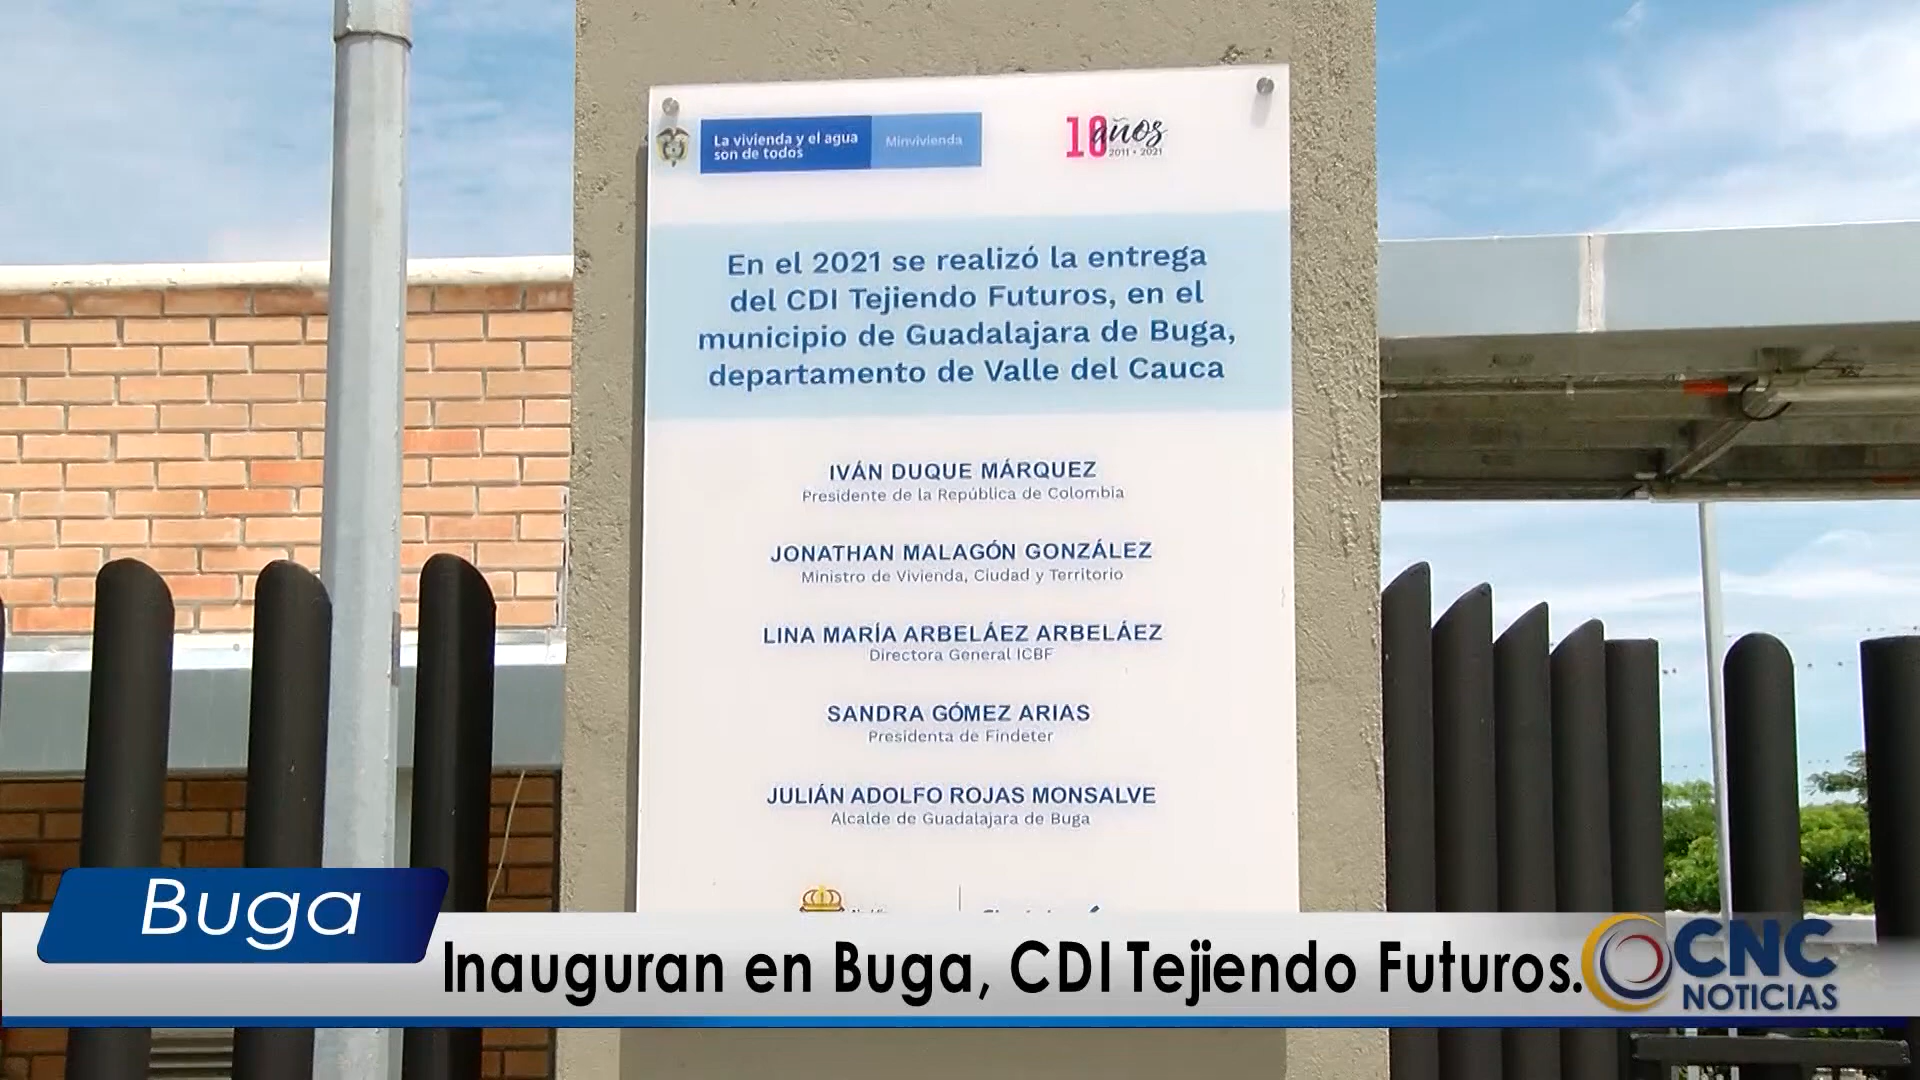 La vivienda y el agua
son de todos
Minvivienda
10 años
2011 • 2021
En el 2021 se realizó la entrega
del CDI Tejiendo Futuros, en el
municipio de Guadalajara de Buga,
departamento de Valle del Cauca
IVÁN DUQUE MÁRQUEZ
Presidente de la República de Colombia
JONATHAN MALAGÓN GONZÁLEZ
Ministro de Vivienda, Ciudad y Territorio
LINA MARÍA ARBELÁEZ ARBELÁEZ
Directora General ICBF
SANDRA GÓMEZ ARIAS
Presidenta de Findeter
JULIÁN ADOLFO ROJAS MONSALVE
Alcalde de Guadalajara de Buga
Buga
Inauguran en Buga, CDI Tejiendo Futuros.
CNC
NOTICIAS